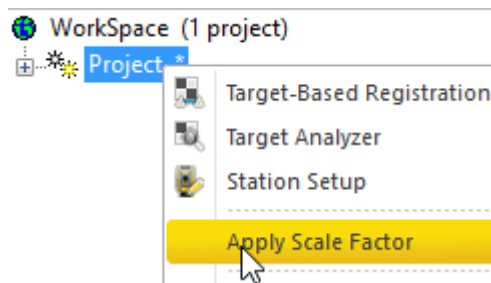 WorkSpace (1 project)
Project *
Target-Based Registration
Target Analyzer
Station Setup
Apply Scale Factor